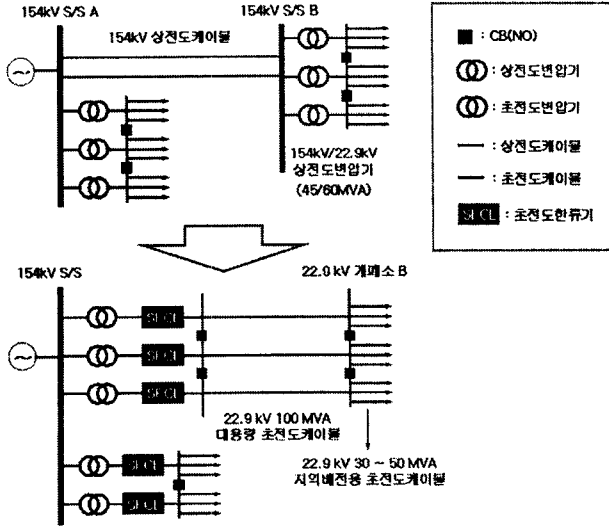 154kV S/S A
154kV S/S B
154kV 상전도케이블
154kV/22.9kV
상전도변압기
(45/60MVA)
: CB(NO)
: 상전도변압기
: 초전도변압기
: 상전도케이블
: 초전도케이블
SFCL : 초전도한류기
154kV S/S
22.9 kV 개폐소 B
SFCL
SFCL
SFCL
22.9 kV 100 MVA
대용량 초전도케이블
22.9 kV 30 ~ 50 MVA
지역배전용 초전도케이블
SFCL
SFCL